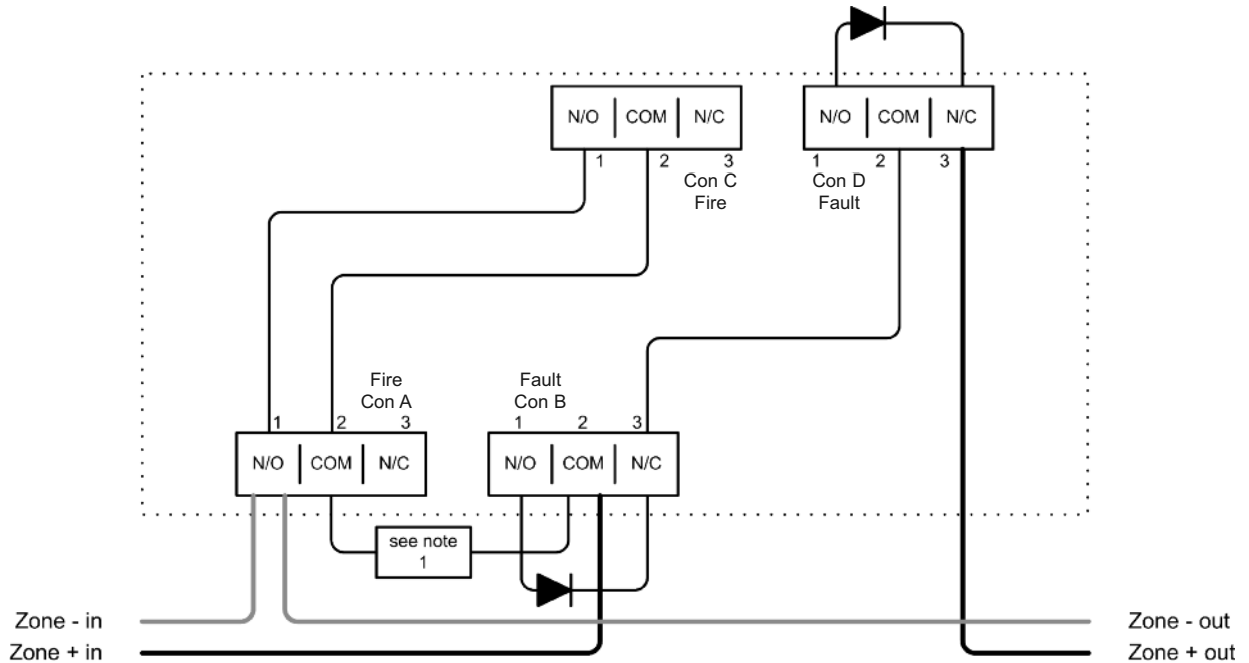 N/O COM N/C
1 2 3
Con C
Fire
N/O COM N/C
1 2 3
Con D
Fault
Fire
Con A
1 2 3
N/O COM N/C
Fault
Con B
1 2 3
N/O COM N/C
see note
1
Zone - in
Zone + in
Zone - out
Zone + out